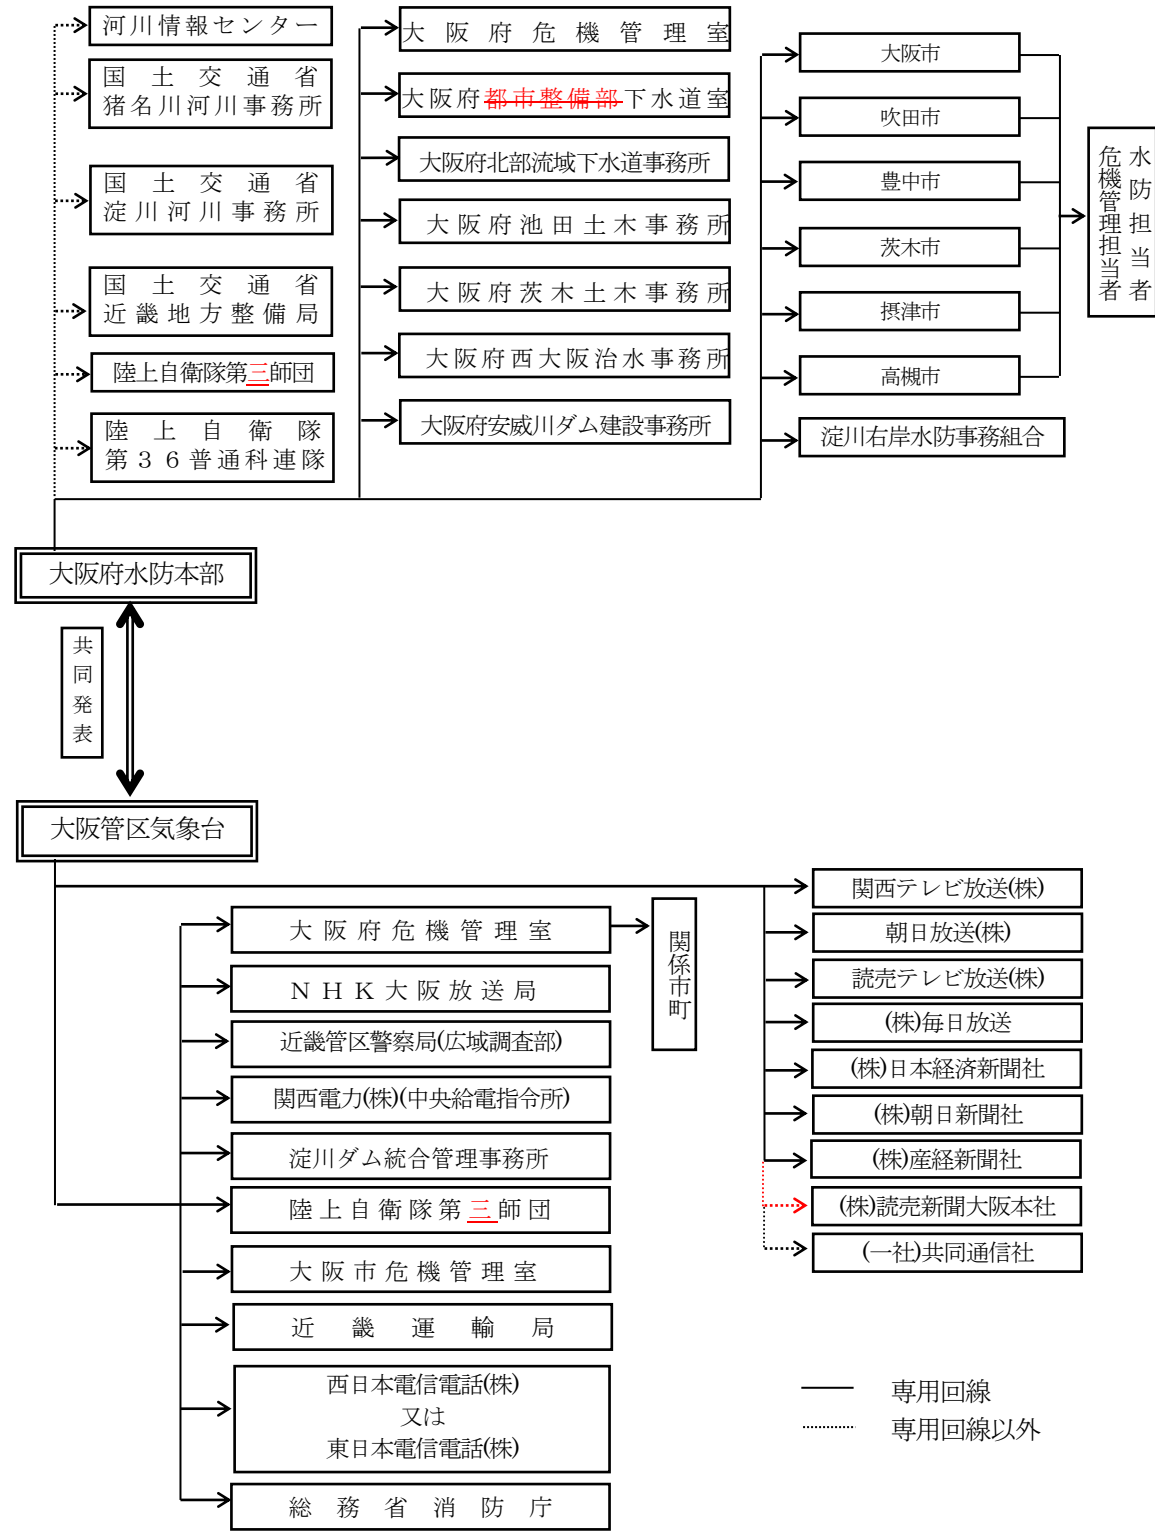 河川情報センター
国土交通省
猪名川河川事務所
国土交通省
淀川河川事務所
国土交通省
近畿地方整備局
陸上自衛隊第三師団
陸上自衛隊
第３６普通科連隊
大阪府危機管理室
大阪府都市整備部下水道室
大阪府北部流域下水道事務所
大阪府池田土木事務所
大阪府茨木土木事務所
大阪府西大阪治水事務所
大阪府安威川ダム建設事務所
大阪市
吹田市
豊中市
茨木市
摂津市
高槻市
淀川右岸水防事務組合
水防担当者
危機管理担当者
大阪府水防本部
共同発表
大阪管区気象台
大阪府危機管理室
ＮＨＫ大阪放送局
近畿管区警察局(広域調査部)
関西電力(株)(中央給電指令所)
淀川ダム統合管理事務所
陸上自衛隊第三師団
大阪市危機管理室
近畿運輸局
西日本電信電話(株)
又は
東日本電信電話(株)
総務省消防庁
関係市町
関西テレビ放送(株)
朝日放送(株)
読売テレビ放送(株)
(株)毎日放送
(株)日本経済新聞社
(株)朝日新聞社
(株)産経新聞社
(株)読売新聞大阪本社
(一社)共同通信社
専用回線
専用回線以外